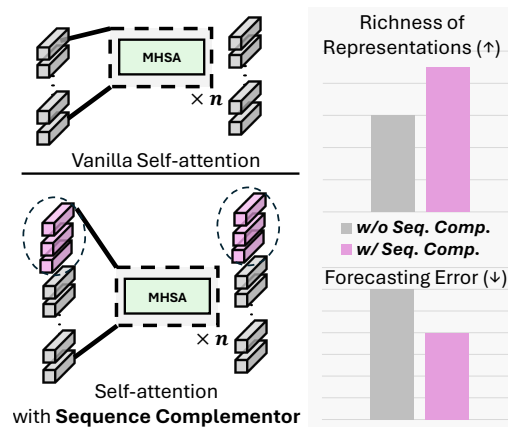 MHSA
× n
Vanilla Self-attention
MHSA
× n
Self-attention
with Sequence Complementor
Richness of
Representations (↑)
w/o Seq. Comp.
w/ Seq. Comp.
Forecasting Error (↓)